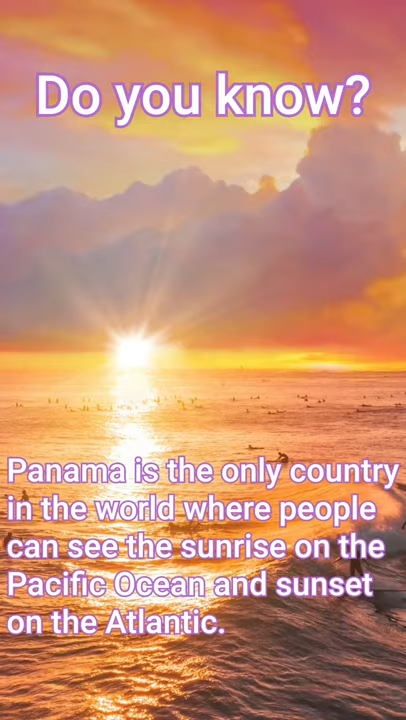 Do you know?
Panama is the only country
in the world where people
can see the sunrise on the
Pacific Ocean and sunset
on the Atlantic.